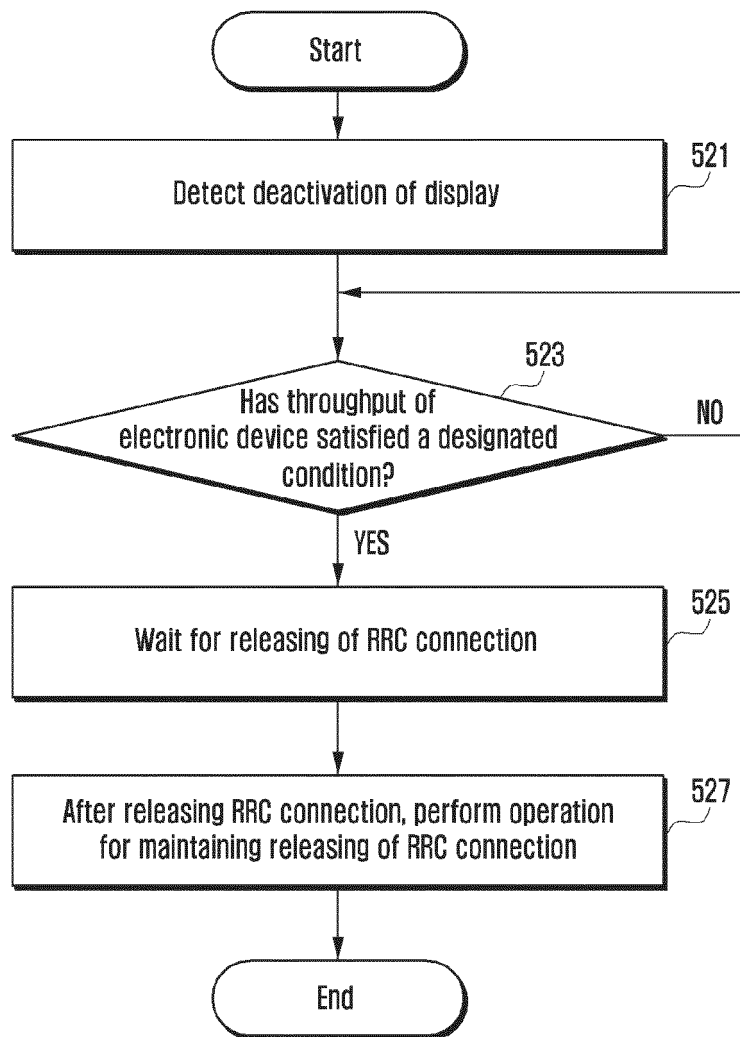 Start
521
Detect deactivation of display
523
Has throughput of
electronic device satisfied a designated
condition?
NO
YES
525
Wait for releasing of RRC connection
527
After releasing RRC connection, perform operation
for maintaining releasing of RRC connection
End